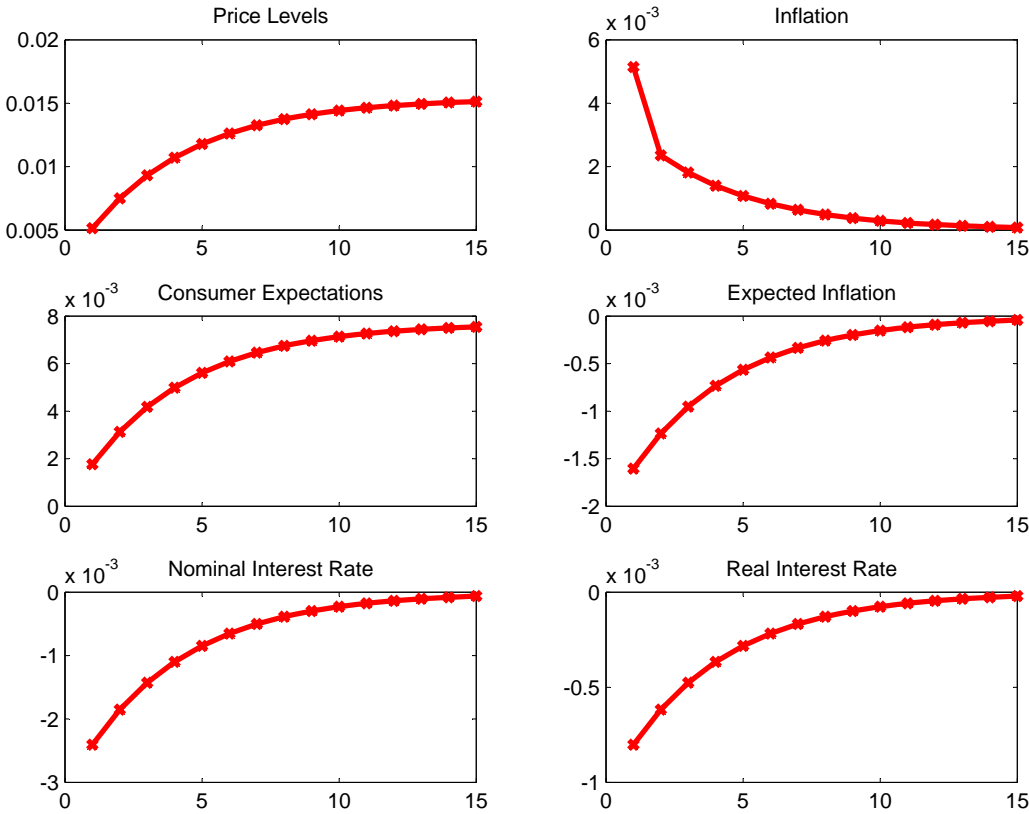 Price Levels
0.02
0.015
0.01
0.005
0 5 10 15
Inflation
x 10-3
6
4
2
0
0 5 10 15
Consumer Expectations
x 10-3
8
6
4
2
0
0 5 10 15
Expected Inflation
x 10-3
0
-0.5
-1
-1.5
-2
0 5 10 15
Nominal Interest Rate
x 10-3
0
-1
-2
-3
0 5 10 15
Real Interest Rate
x 10-3
0
-0.5
-1
0 5 10 15